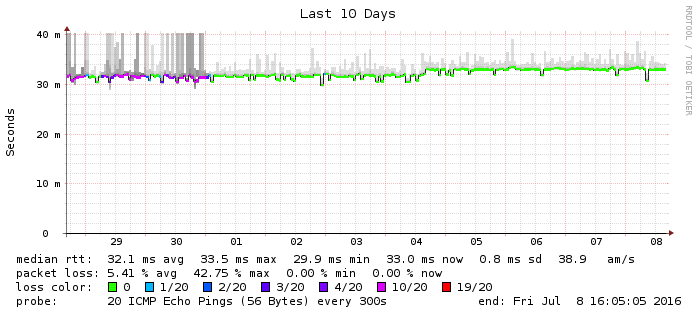 Last 10 Days
RRDTOOL / TOBI OETIKER
Seconds
40 m
30 m
20 m
10 m
0
29 30 01 02 03 04 05 06 07 08
median rtt: 32.1 ms avg 33.5 ms max 29.9 ms min 33.0 ms now 0.8 ms sd 38.9 am/s
packet loss: 5.41 % avg 42.75 % max 0.00 % min 0.00 % now
loss color: 0 1/20 2/20 3/20 4/20 10/20 19/20
probe: 20 ICMP Echo Pings (56 Bytes) every 300s end: Fri Jul 8 16:05:05 2016